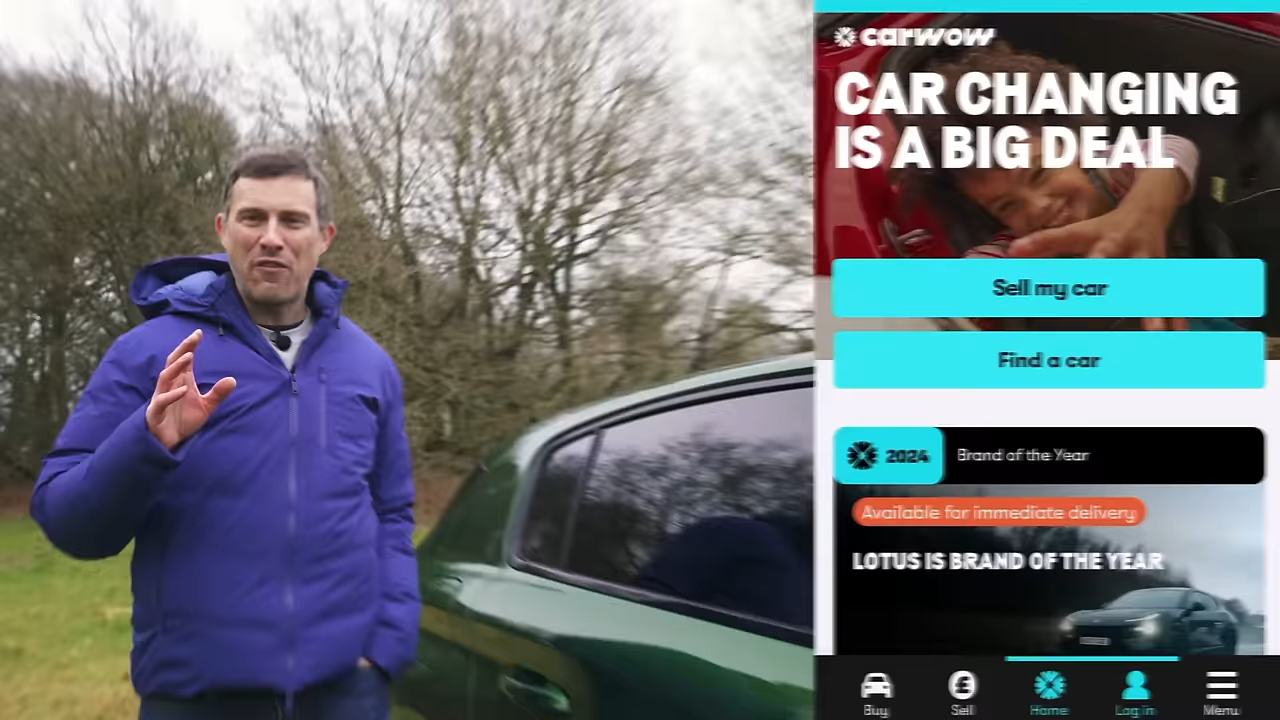 carwow
CAR CHANGING
IS A BIG DEAL
Sell my car
Find a car
2024
Brand of the Year
Available for immediate delivery
LOTUS IS BRAND OF THE YEAR
Buy
Sell
Home
Log in
Menu